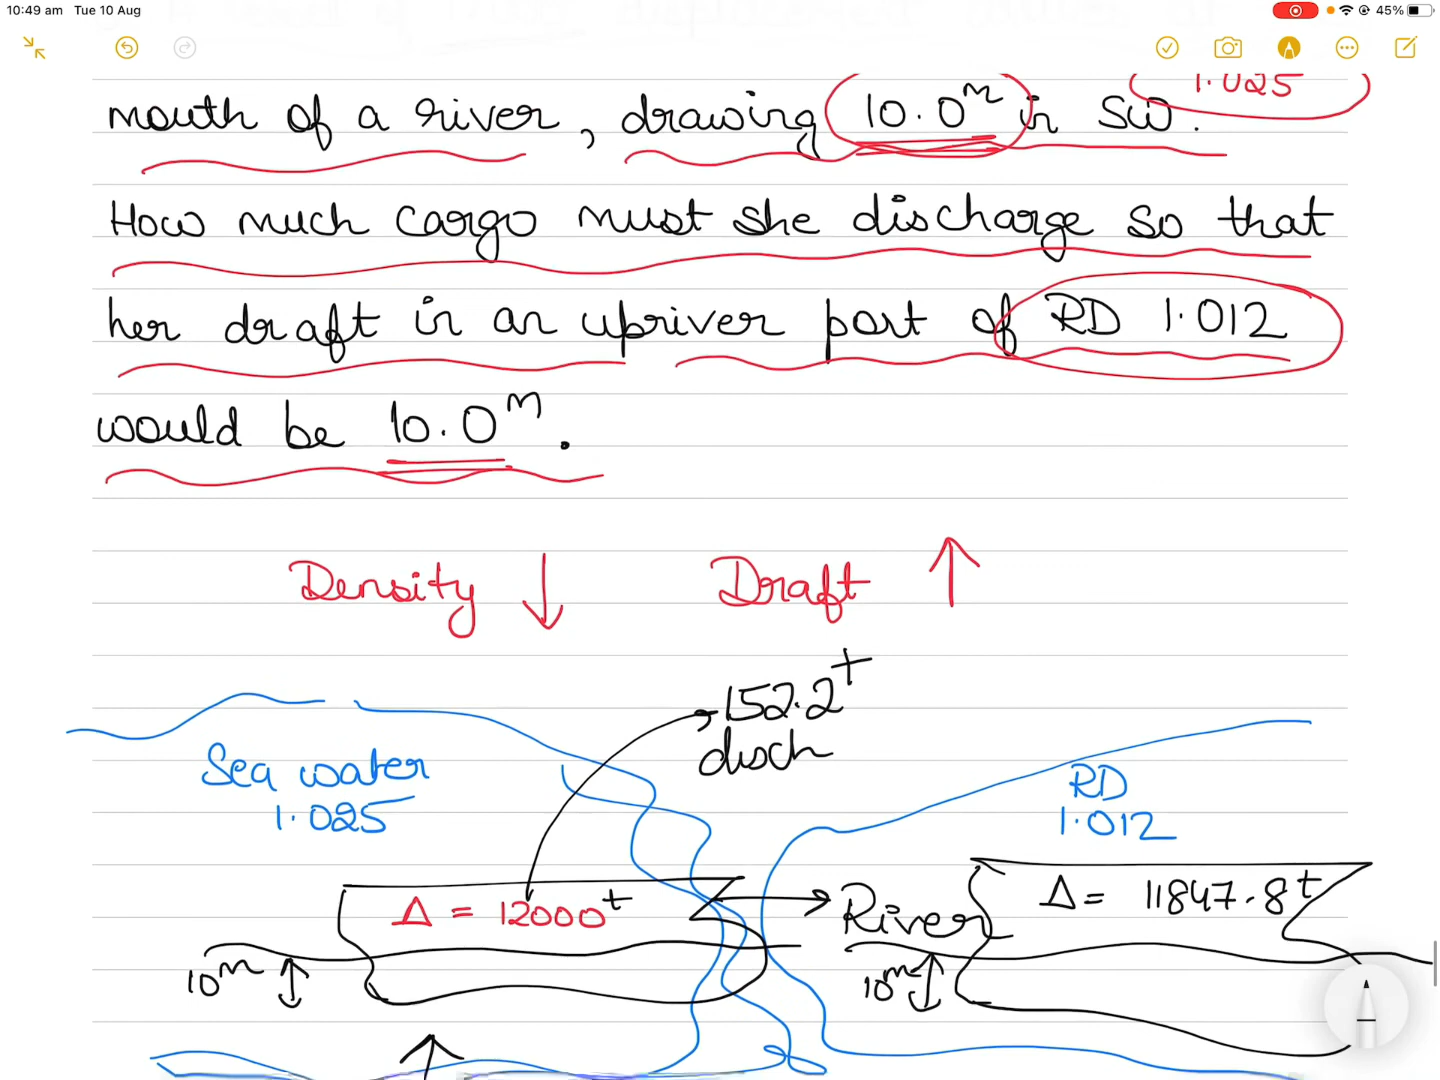 10:49 am Tue 10 Aug
45%
1.025
mouth of a river, drawing 10.0m in SW.
How much cargo must she discharge so that
her draft in an upriver port of RD 1.012
would be 10.0m.
Density ↓ Draft ↑
152.2t
disch
Sea water
1.025
RD
1.012
Δ = 12000t
River
Δ = 11847.8t
10m
10m